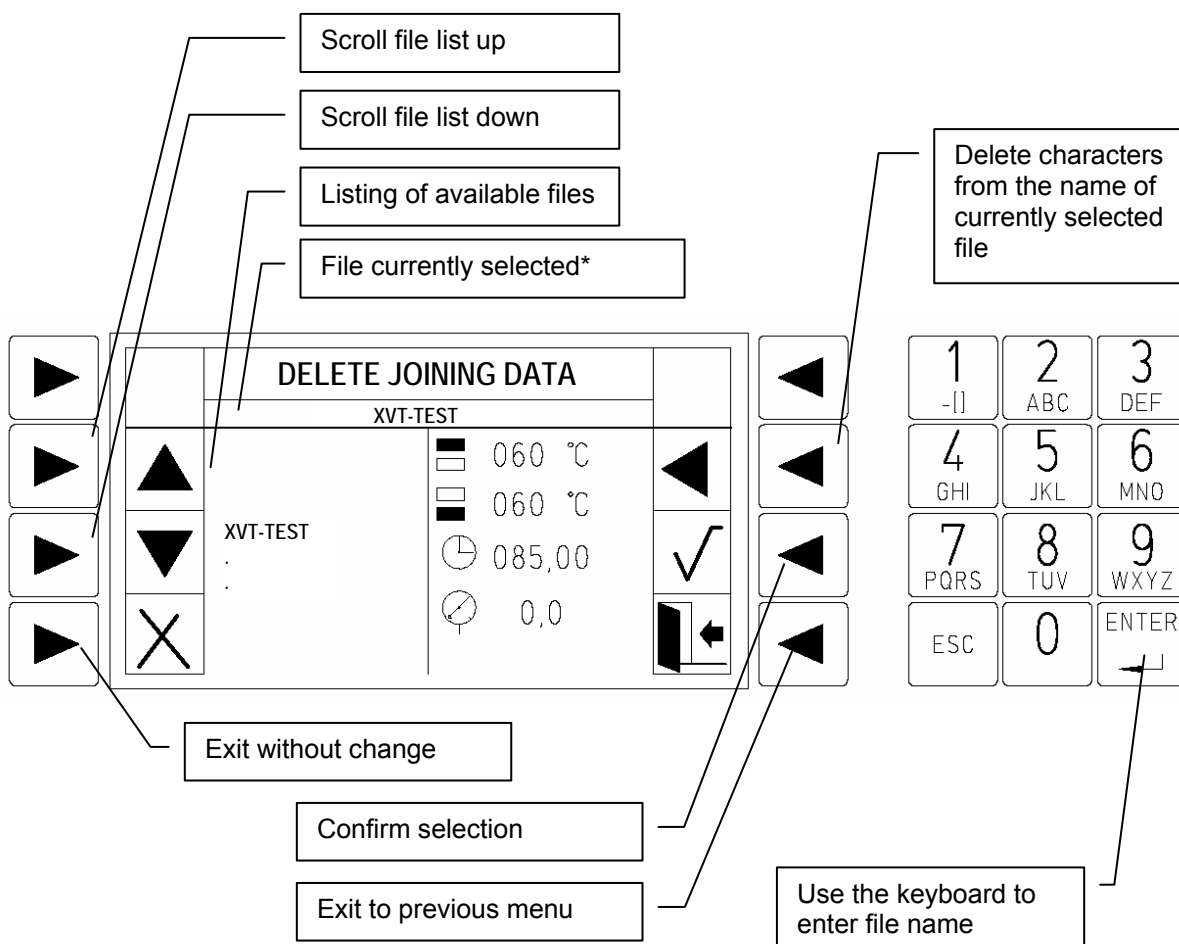 Scroll file list up
Scroll file list down
Listing of available files
File currently selected*
Delete characters
from the name of
currently selected
file
DELETE JOINING DATA
XVT-TEST
060 °C
060 °C
XVT-TEST
.
.
085,00
0,0
1
-[]
2
ABC
3
DEF
4
GHI
5
JKL
6
MNO
7
PQRS
8
TUV
9
WXYZ
ESC
0
ENTER
Exit without change
Confirm selection
Exit to previous menu
Use the keyboard to
enter file name